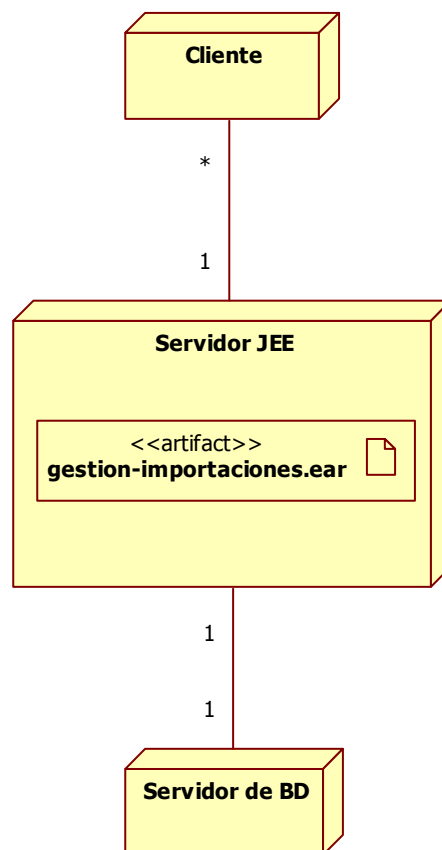 Cliente
*
1
Servidor JEE
<<artifact>>
gestion-importaciones.ear
1
1
Servidor de BD